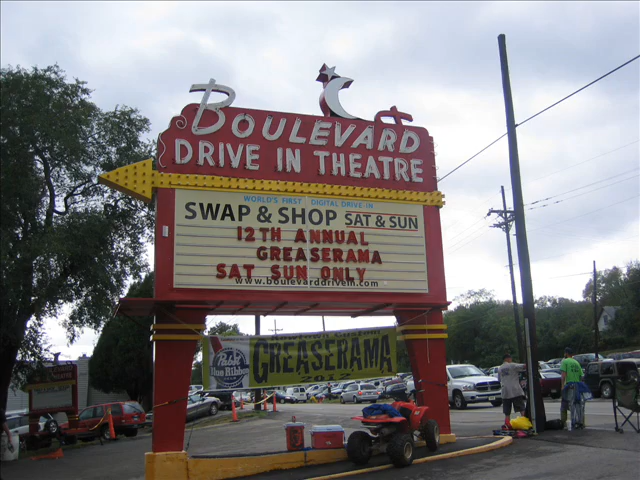 BOULEVARD
DRIVE IN THEATRE
WORLD'S FIRST DIGITAL DRIVE-IN
SWAP & SHOP SAT & SUN
12TH ANNUAL
GREASERAMA
SAT SUN ONLY
www.boulevarddrivein.com
Pabst
Blue Ribbon
GREASERAMA
2012